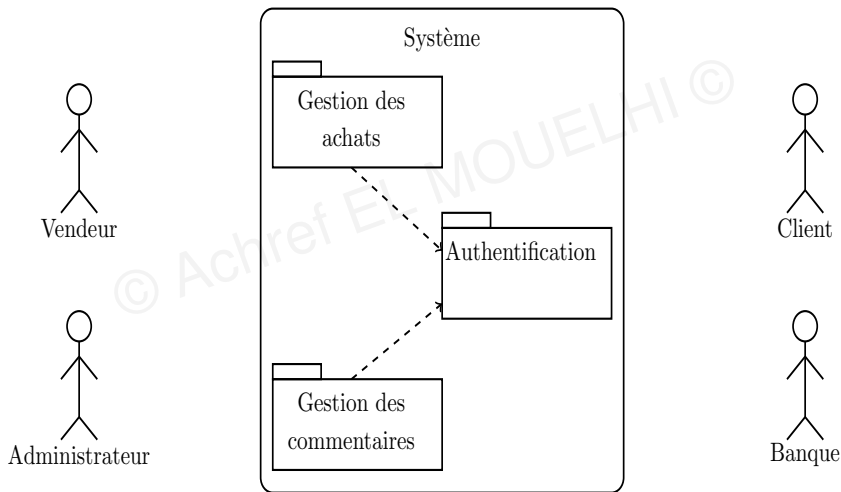 Système
Gestion des
achats
Vendeur
Client
Authentification
Gestion des
commentaires
Administrateur
Banque
© Achref EL MOUELHI ©